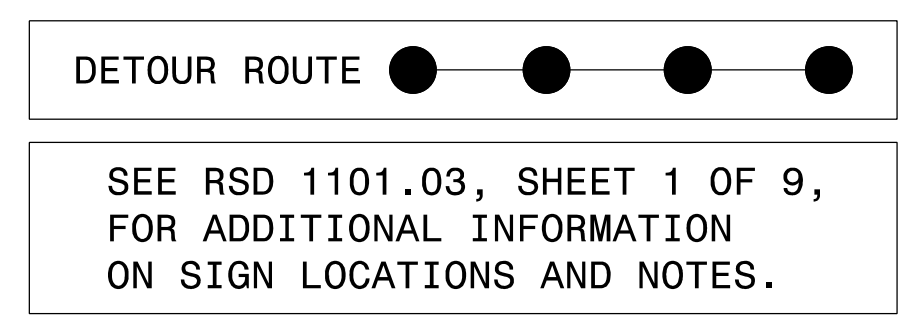 DETOUR ROUTE
SEE RSD 1101.03, SHEET 1 OF 9,
FOR ADDITIONAL INFORMATION
ON SIGN LOCATIONS AND NOTES.